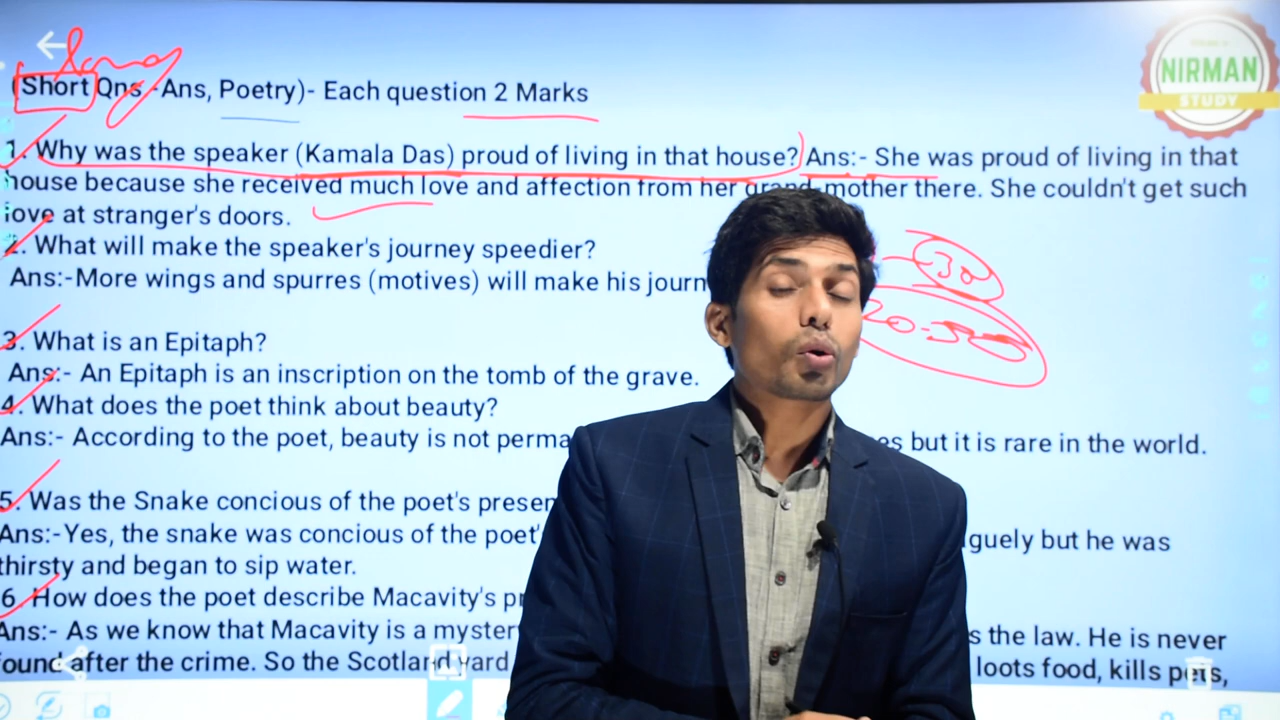 (Short Qns -Ans, Poetry)- Each question 2 Marks
NIRMAN
STUDY
1. Why was the speaker (Kamala Das) proud of living in that house? Ans:- She was proud of living in that
house because she received much love and affection from her grand-mother there. She couldn't get such
love at stranger's doors.
2. What will make the speaker's journey speedier?
Ans:-More wings and spurres (motives) will make his journ
30
20-30
3. What is an Epitaph?
Ans:- An Epitaph is an inscription on the tomb of the grave.
4. What does the poet think about beauty?
Ans:- According to the poet, beauty is not perma es but it is rare in the world.
5. Was the Snake concious of the poet's presen
Ans:-Yes, the snake was concious of the poet' iguely but he was
thirsty and began to sip water.
6 How does the poet describe Macavity's pr
Ans:- As we know that Macavity is a myster s the law. He is never
found after the crime. So the Scotland yard loots food, kills pets,